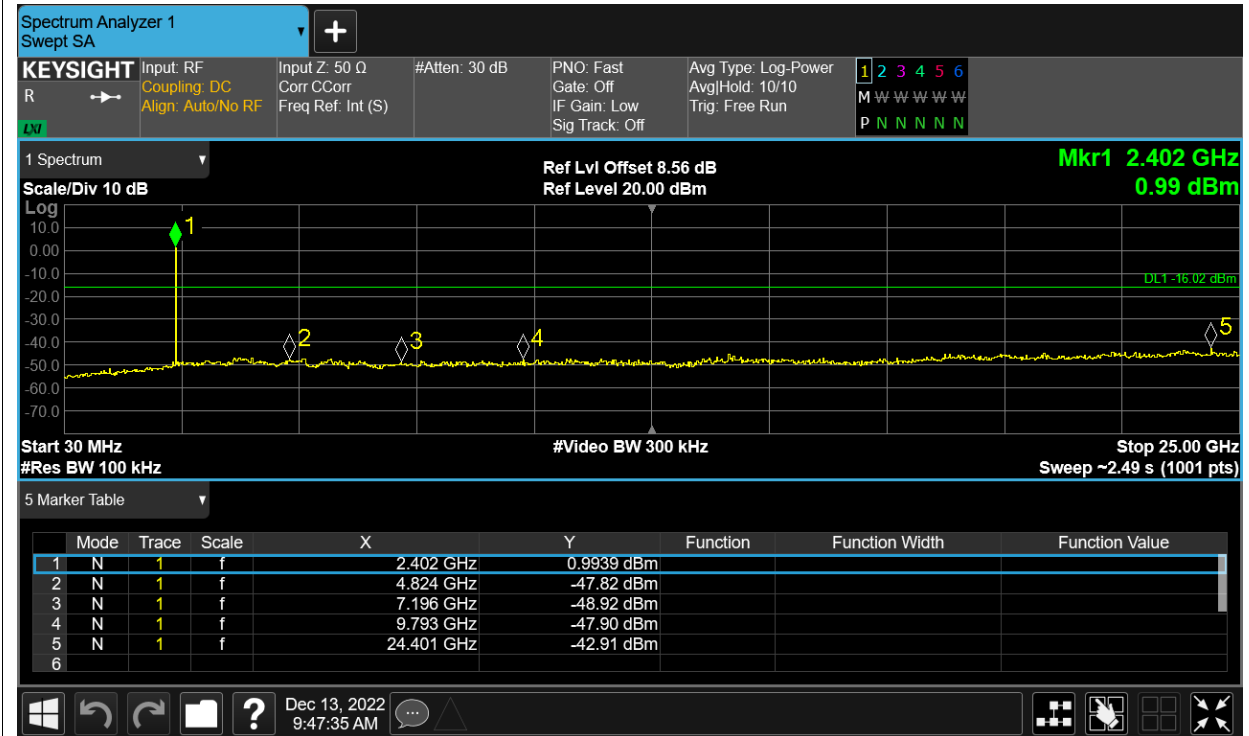 Spectrum Analyzer 1
Swept SA
+
KEYSIGHT
R
LXI
Input: RF
Coupling: DC
Align: Auto/No RF
Input Z: 50 Ω
Corr CCorr
Freq Ref: Int (S)
#Atten: 30 dB
PNO: Fast
Gate: Off
IF Gain: Low
Sig Track: Off
Avg Type: Log-Power
Avg|Hold: 10/10
Trig: Free Run
1 2 3 4 5 6
M W W W W W
P N N N N N
1 Spectrum
Scale/Div 10 dB
Ref Lvl Offset 8.56 dB
Ref Level 20.00 dBm
Mkr1 2.402 GHz
0.99 dBm
Log
10.0
0.00
-10.0
-20.0
-30.0
-40.0
-50.0
-60.0
-70.0
1
2
3
4
5
DL1 -16.02 dBm
Start 30 MHz
#Res BW 100 kHz
#Video BW 300 kHz
Stop 25.00 GHz
Sweep ~2.49 s (1001 pts)
5 Marker Table
Mode Trace Scale X Y Function Function Width Function Value
1 N 1 f 2.402 GHz 0.9939 dBm
2 N 1 f 4.824 GHz -47.82 dBm
3 N 1 f 7.196 GHz -48.92 dBm
4 N 1 f 9.793 GHz -47.90 dBm
5 N 1 f 24.401 GHz -42.91 dBm
6
?
Dec 13, 2022
9:47:35 AM